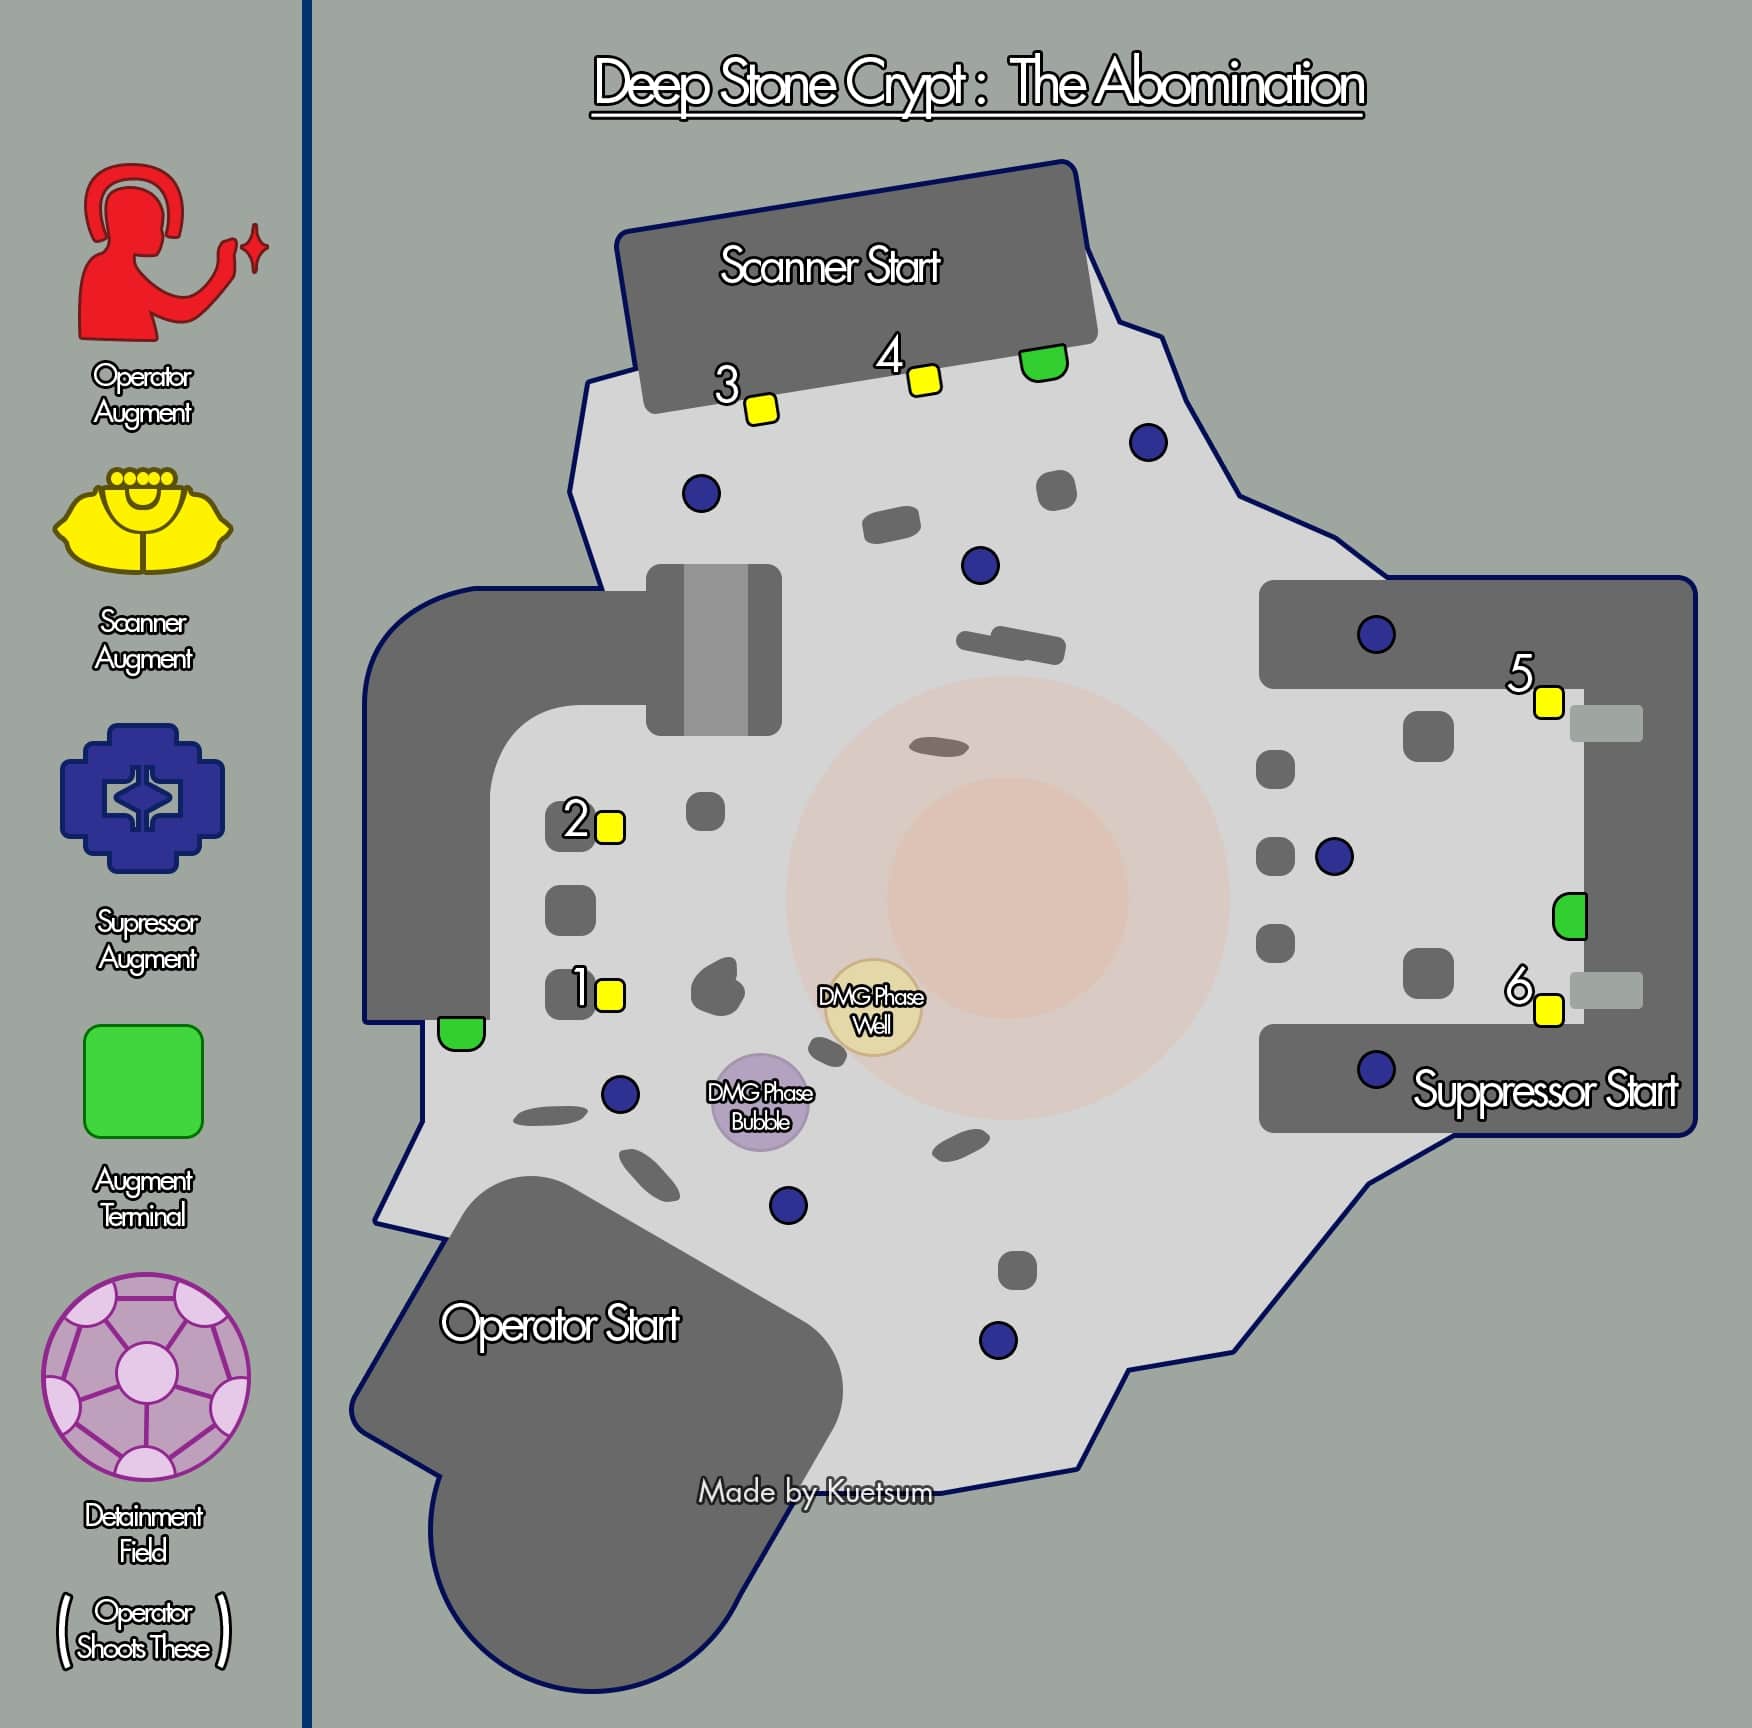 Deep Stone Crypt : The Abomination
Operator
Augment
Scanner
Augment
Supressor
Augment
Augment
Terminal
Detainment
Field
( Operator
Shoots These )
Scanner Start
3
4
5
2
1
6
DMG Phase
Well
DMG Phase
Bubble
Suppressor Start
Operator Start
Made by Kuetsum